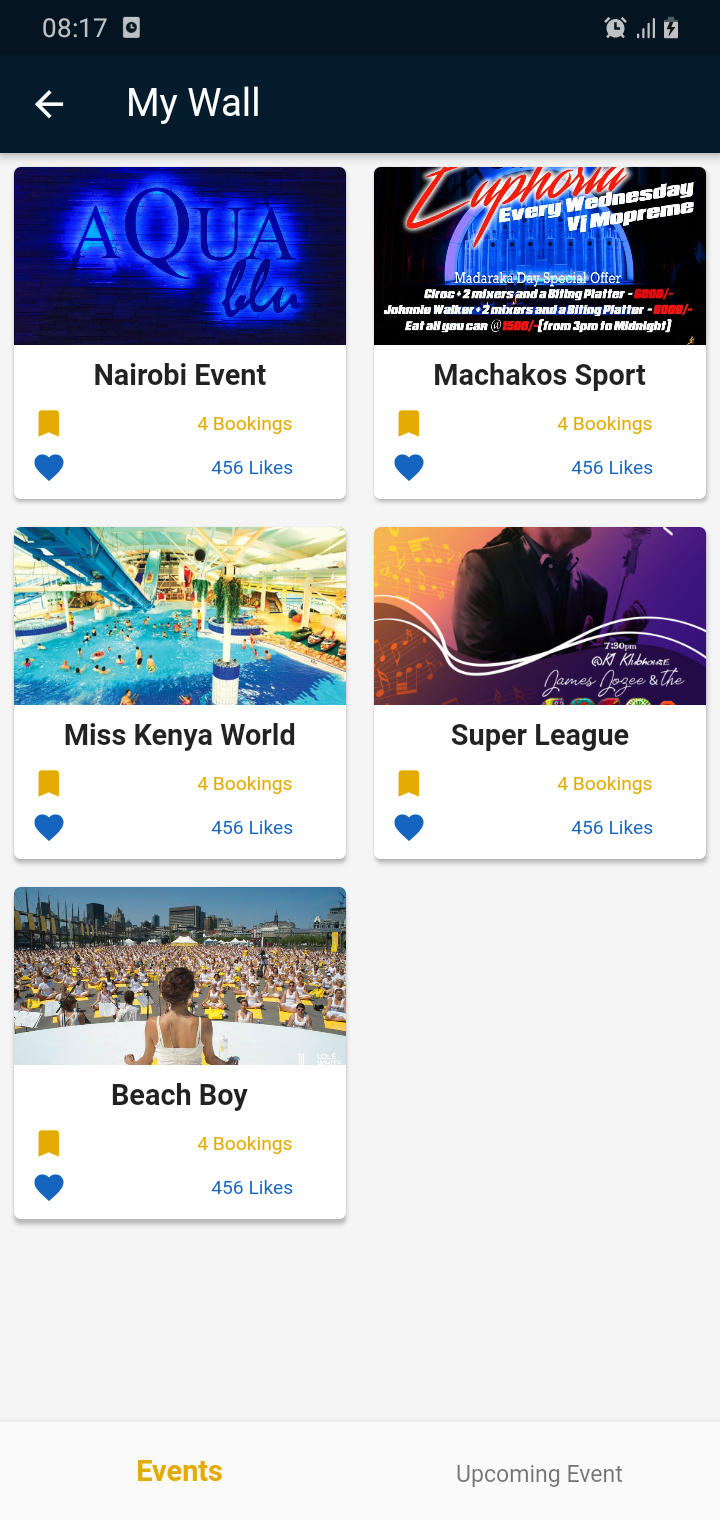 08:17
My Wall
AQUA
blu
Euphoria
Every Wednesday
Vj Mopreme
Madaraka Day Special Offer
Ciroc + 2 mixers and a Biting Platter - 6000/-
Johnnie Walker + 2 mixers and a Biting Platter - 6000/-
Eat all you can @ 1500/- (from 3pm to Midnight)
Nairobi Event
4 Bookings
456 Likes
Machakos Sport
4 Bookings
456 Likes
7:30pm
@K1 Klubhouse
James Jozee & the
Miss Kenya World
4 Bookings
456 Likes
Super League
4 Bookings
456 Likes
LOLË
WHITE
Beach Boy
4 Bookings
456 Likes
Events
Upcoming Event